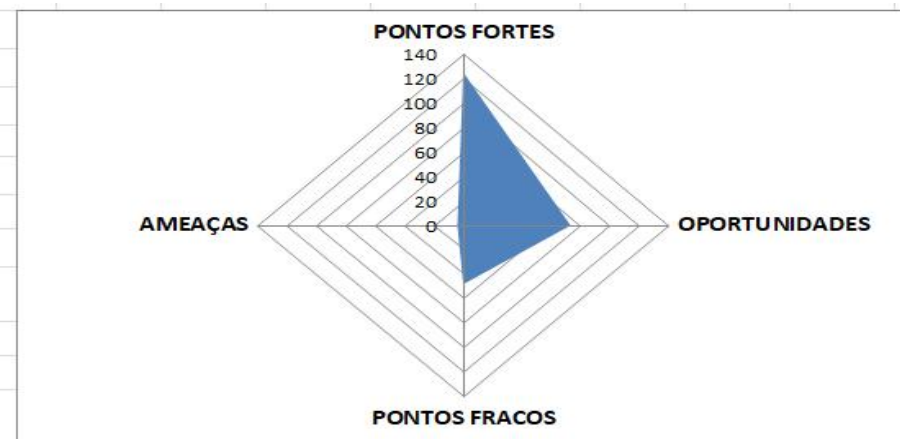 PONTOS FORTES
140
120
100
80
60
40
20
0
AMEAÇAS
OPORTUNIDADES
PONTOS FRACOS